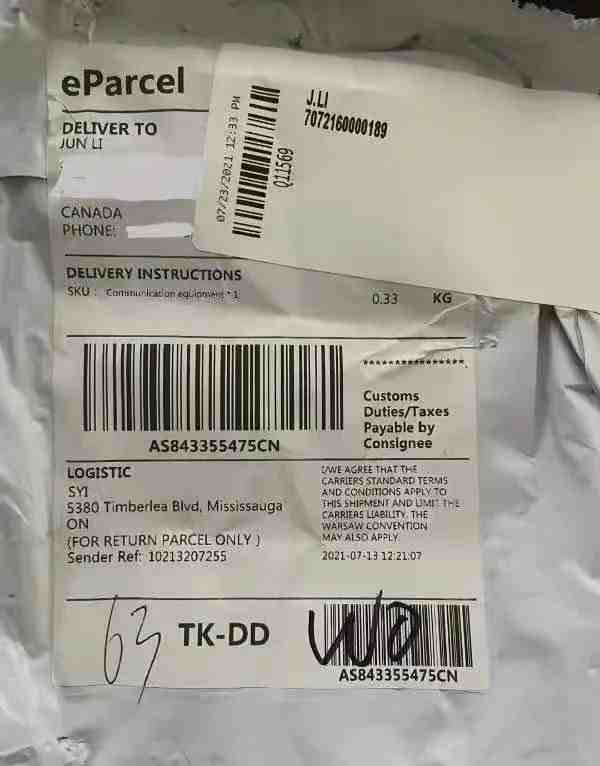 eParcel
DELIVER TO
JUN LI
CANADA
PHONE:
07/23/2021 12:33 PM
Q11569
J.LI
7072160000189
DELIVERY INSTRUCTIONS
SKU : Communication equipment * 1
0.33 KG
AS843355475CN
********************
Customs
Duties/Taxes
Payable by
Consignee
LOGISTIC
SYI
5380 Timberlea Blvd, Mississauga
ON
(FOR RETURN PARCEL ONLY )
Sender Ref: 10213207255
I/WE AGREE THAT THE
CARRIERS STANDARD TERMS
AND CONDITIONS APPLY TO
THIS SHIPMENT AND LIMIT THE
CARRIERS LIABILITY. THE
WARSAW CONVENTION
MAY ALSO APPLY.
2021-07-13 12:21:07
63
TK-DD
WO
AS843355475CN